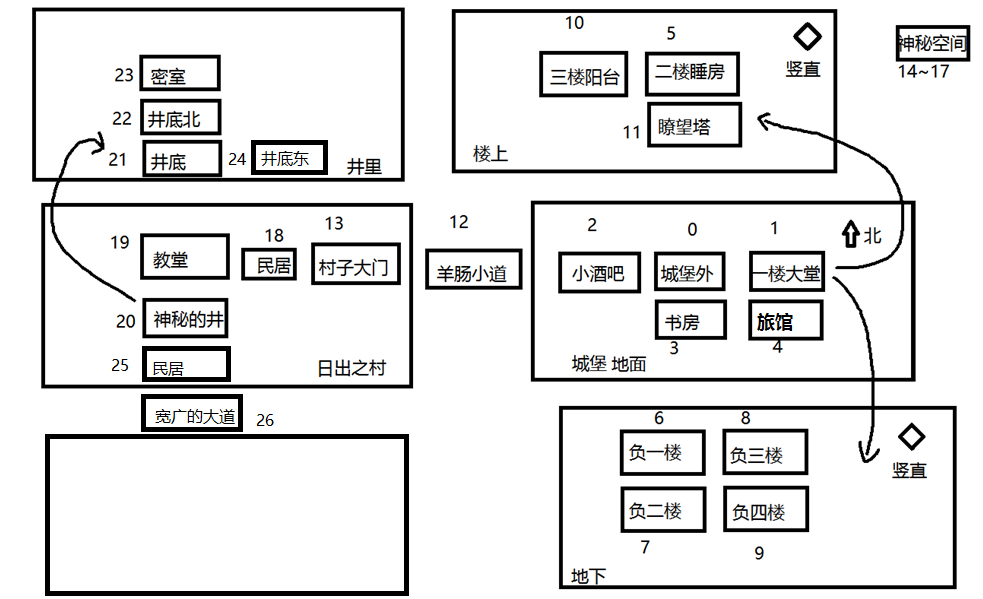 23
密室
22
井底北
21
井底
24
井底东
井里
10
5
三楼阳台
二楼睡房
竖直
11
瞭望塔
楼上
神秘空间
14~17
19
教堂
18
民居
13
村子大门
20
神秘的井
25
民居
日出之村
宽广的大道
26
12
羊肠小道
2
0
1
北
小酒吧
城堡外
一楼大堂
书房
旅馆
3
4
城堡 地面
6
8
负一楼
负三楼
竖直
负二楼
负四楼
7
9
地下